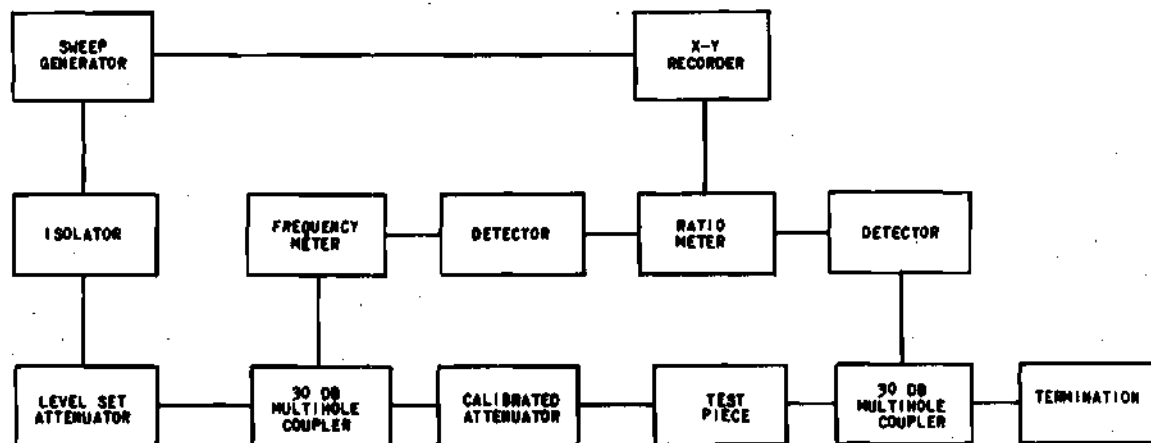 SWEEP
GENERATOR
X-Y
RECORDER
ISOLATOR
FREQUENCY
METER
DETECTOR
RATIO
METER
DETECTOR
LEVEL SET
ATTENUATOR
30 DB
MULTIHOLE
COUPLER
CALIBRATED
ATTENUATOR
TEST
PIECE
30 DB
MULTIHOLE
COUPLER
TERMINATION